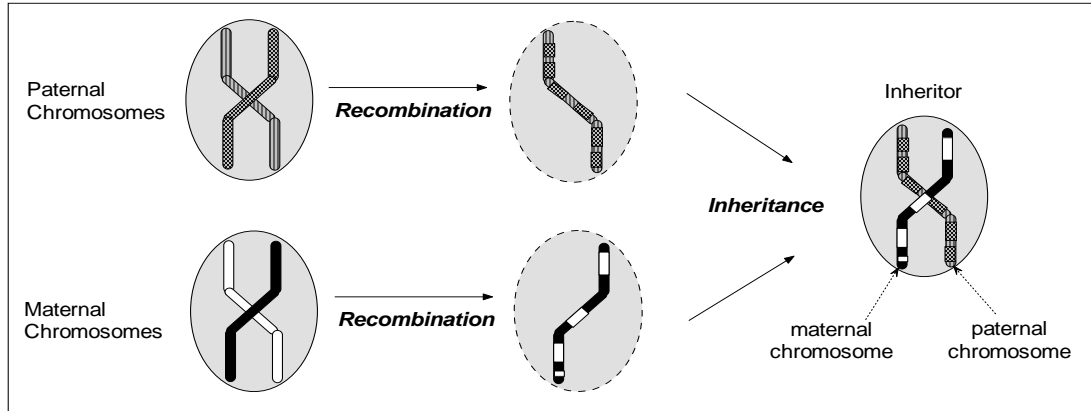 Paternal
Chromosomes
Recombination
Inheritor
Inheritance
Maternal
Chromosomes
Recombination
maternal
chromosome
paternal
chromosome